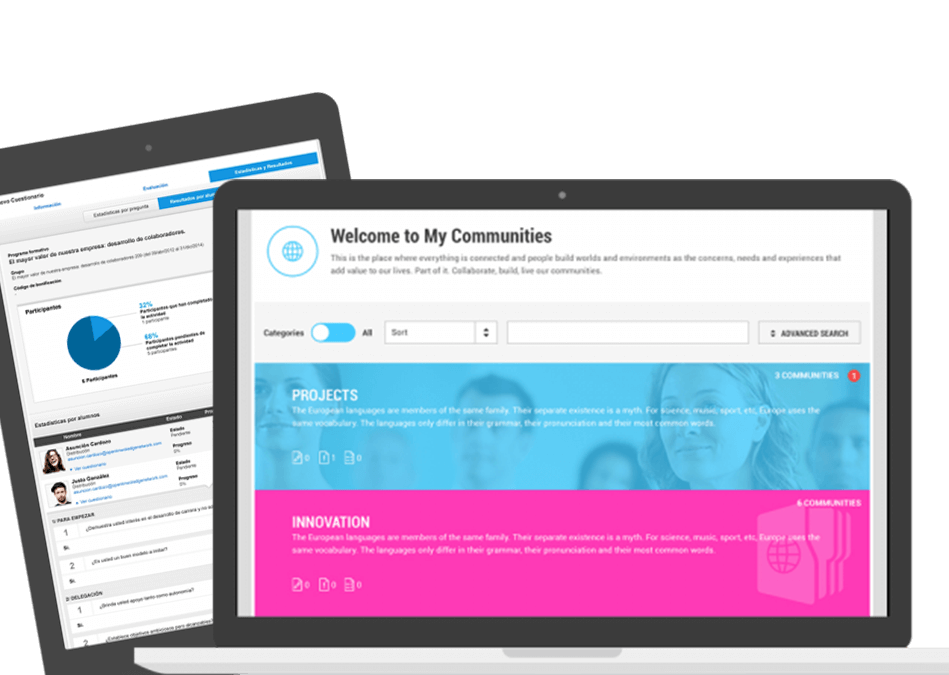 Nuevo Cuestionario
Información
Evaluación
Estadísticas y Resultados
Estadísticas por pregunta
Resultados por
Programa formativo
El mayor valor de nuestra empresa: desarrollo de colaboradores.
Grupo
El mayor valor de nuestra empresa: desarrollo de colaboradores
Código de bonificación:
Participantes
32%
Participantes que han completado
la actividad
1 participante
68%
Participantes pendientes de
completar la actividad
5 participantes
6 Participantes
Estadísticas por alumnos
Nombre
Estado
Asunción Cardozo
Distribución
Ver cuestionario
Estado
Pendiente
Progreso
0%
Justa González
Distribución
Ver cuestionario
Estado
Pendiente
Progreso
0%
1) PARA EMPEZAR
1
¿Demuestra usted interés en el desarrollo de carrera y no
Sí.
2
¿Es usted un buen modelo a imitar?
Sí.
2) DELEGACIÓN
1
¿Brinda usted apoyo tanto como autonomía?
Sí.
2
Welcome to My Communities
This is the place where everything is connected and people build worlds and environments as the concerns, needs and experiences that
add value to our lives. Part of it. Collaborate, build, live our communities.
Categories
All
Sort
ADVANCED SEARCH
3 COMMUNITIES 1
PROJECTS
The European languages are members of the same family. Their separate existence is a myth. For science, music, sport, etc, Europe uses the
same vocabulary. The languages only differ in their grammar, their pronunciation and their most common words.
0 1 0
6 COMMUNITIES
INNOVATION
The European languages are members of the same family. Their separate existence is a myth. For science, music, sport, etc, Europe uses the
same vocabulary. The languages only differ in their grammar, their pronunciation and their most common words.
0 0 0